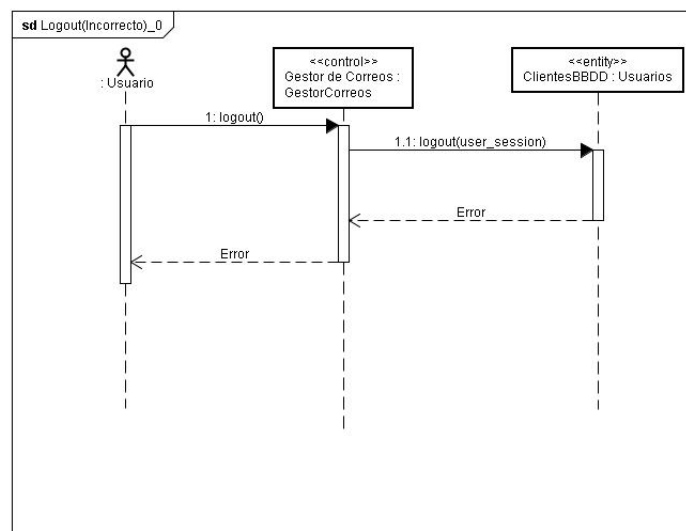 sd Logout(Incorrecto)_0
: Usuario
<<control>>
Gestor de Correos :
GestorCorreos
<<entity>>
ClientesBBDD : Usuarios
1: logout()
1.1: logout(user_session)
Error
Error